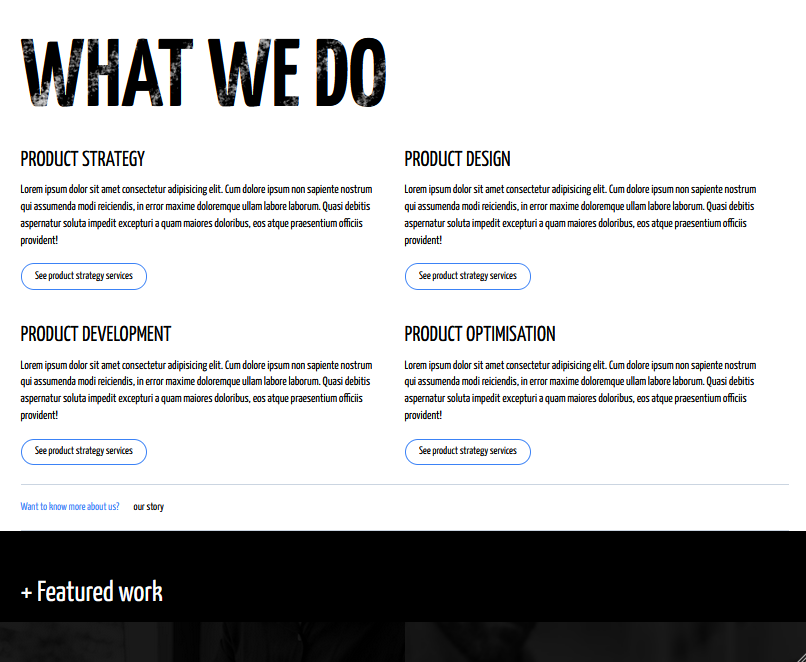 WHAT WE DO
PRODUCT STRATEGY
Lorem ipsum dolor sit amet consectetur adipisicing elit. Cum dolore ipsum non sapiente nostrum
qui assumenda modi reiciendis, in error maxime doloremque ullam labore laborum. Quasi debitis
aspernatur soluta impedit excepturi a quam maiores doloribus, eos atque praesentium officiis
provident!
See product strategy services
PRODUCT DESIGN
Lorem ipsum dolor sit amet consectetur adipisicing elit. Cum dolore ipsum non sapiente nostrum
qui assumenda modi reiciendis, in error maxime doloremque ullam labore laborum. Quasi debitis
aspernatur soluta impedit excepturi a quam maiores doloribus, eos atque praesentium officiis
provident!
See product strategy services
PRODUCT DEVELOPMENT
Lorem ipsum dolor sit amet consectetur adipisicing elit. Cum dolore ipsum non sapiente nostrum
qui assumenda modi reiciendis, in error maxime doloremque ullam labore laborum. Quasi debitis
aspernatur soluta impedit excepturi a quam maiores doloribus, eos atque praesentium officiis
provident!
See product strategy services
PRODUCT OPTIMISATION
Lorem ipsum dolor sit amet consectetur adipisicing elit. Cum dolore ipsum non sapiente nostrum
qui assumenda modi reiciendis, in error maxime doloremque ullam labore laborum. Quasi debitis
aspernatur soluta impedit excepturi a quam maiores doloribus, eos atque praesentium officiis
provident!
See product strategy services
Want to know more about us? our story
+ Featured work